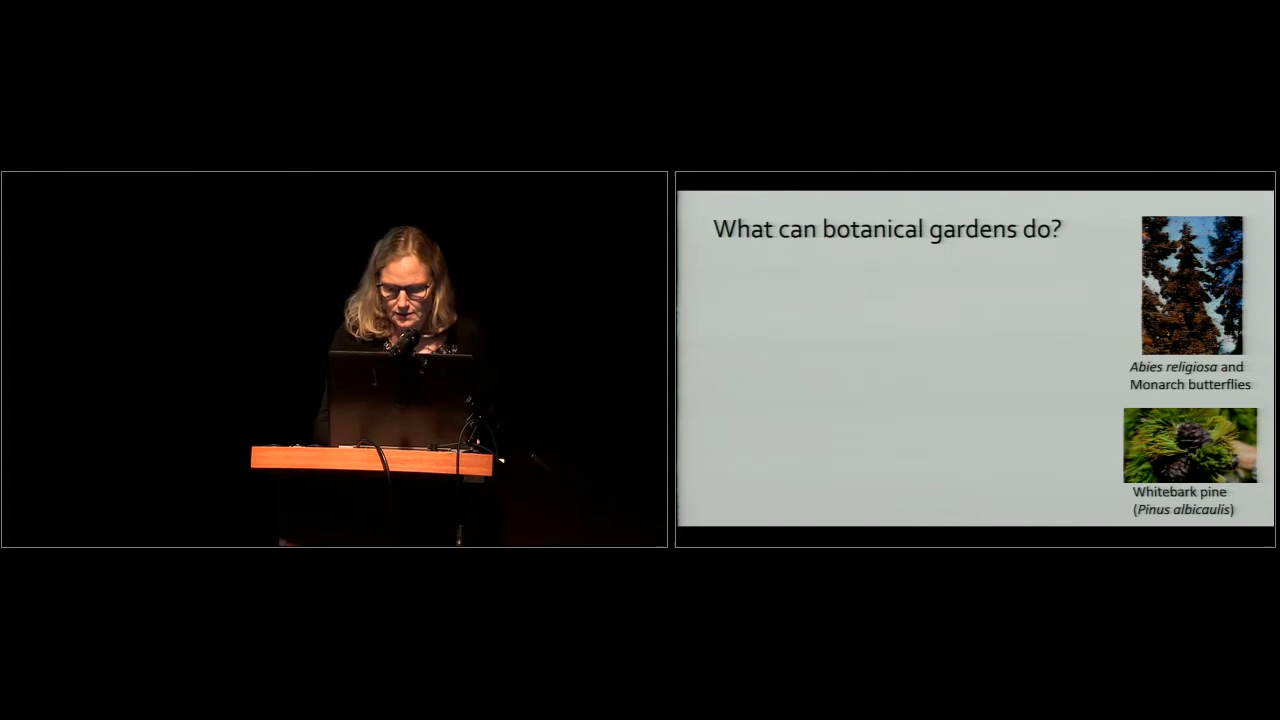 What can botanical gardens do?
Abies religiosa and
Monarch butterflies
Whitebark pine
(Pinus albicaulis)